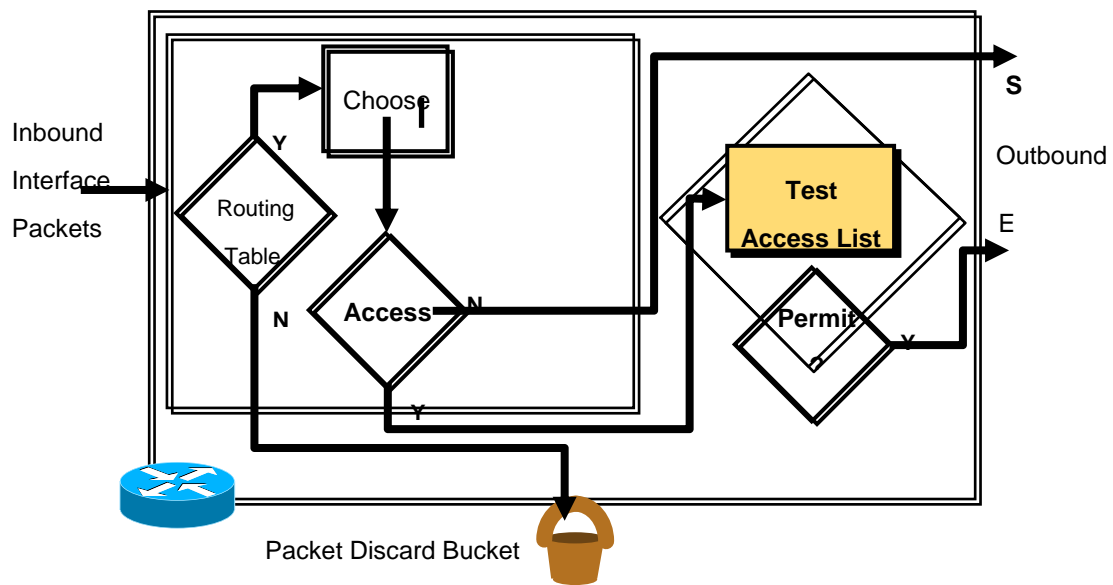 Inbound
Interface
Packets
Choose
Y
Routing
Table
N
Access
N
Y
Test
Access List
Permit
Y
S
Outbound
E
Packet Discard Bucket